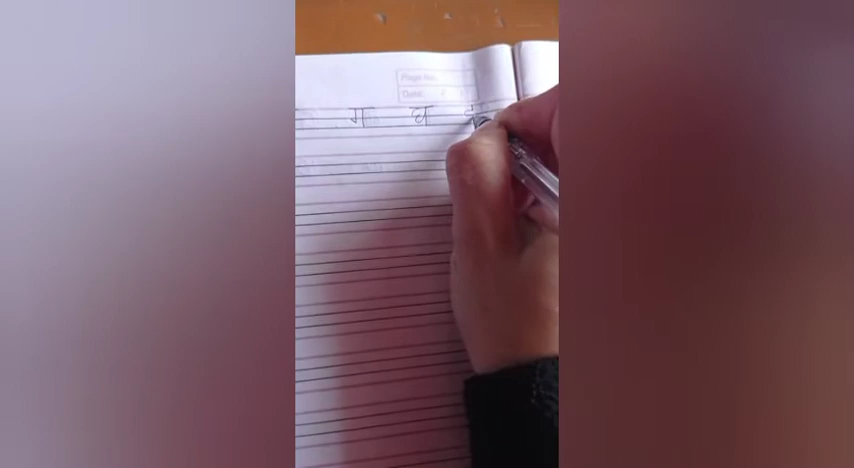 Page No.
Date: / /
ग घ